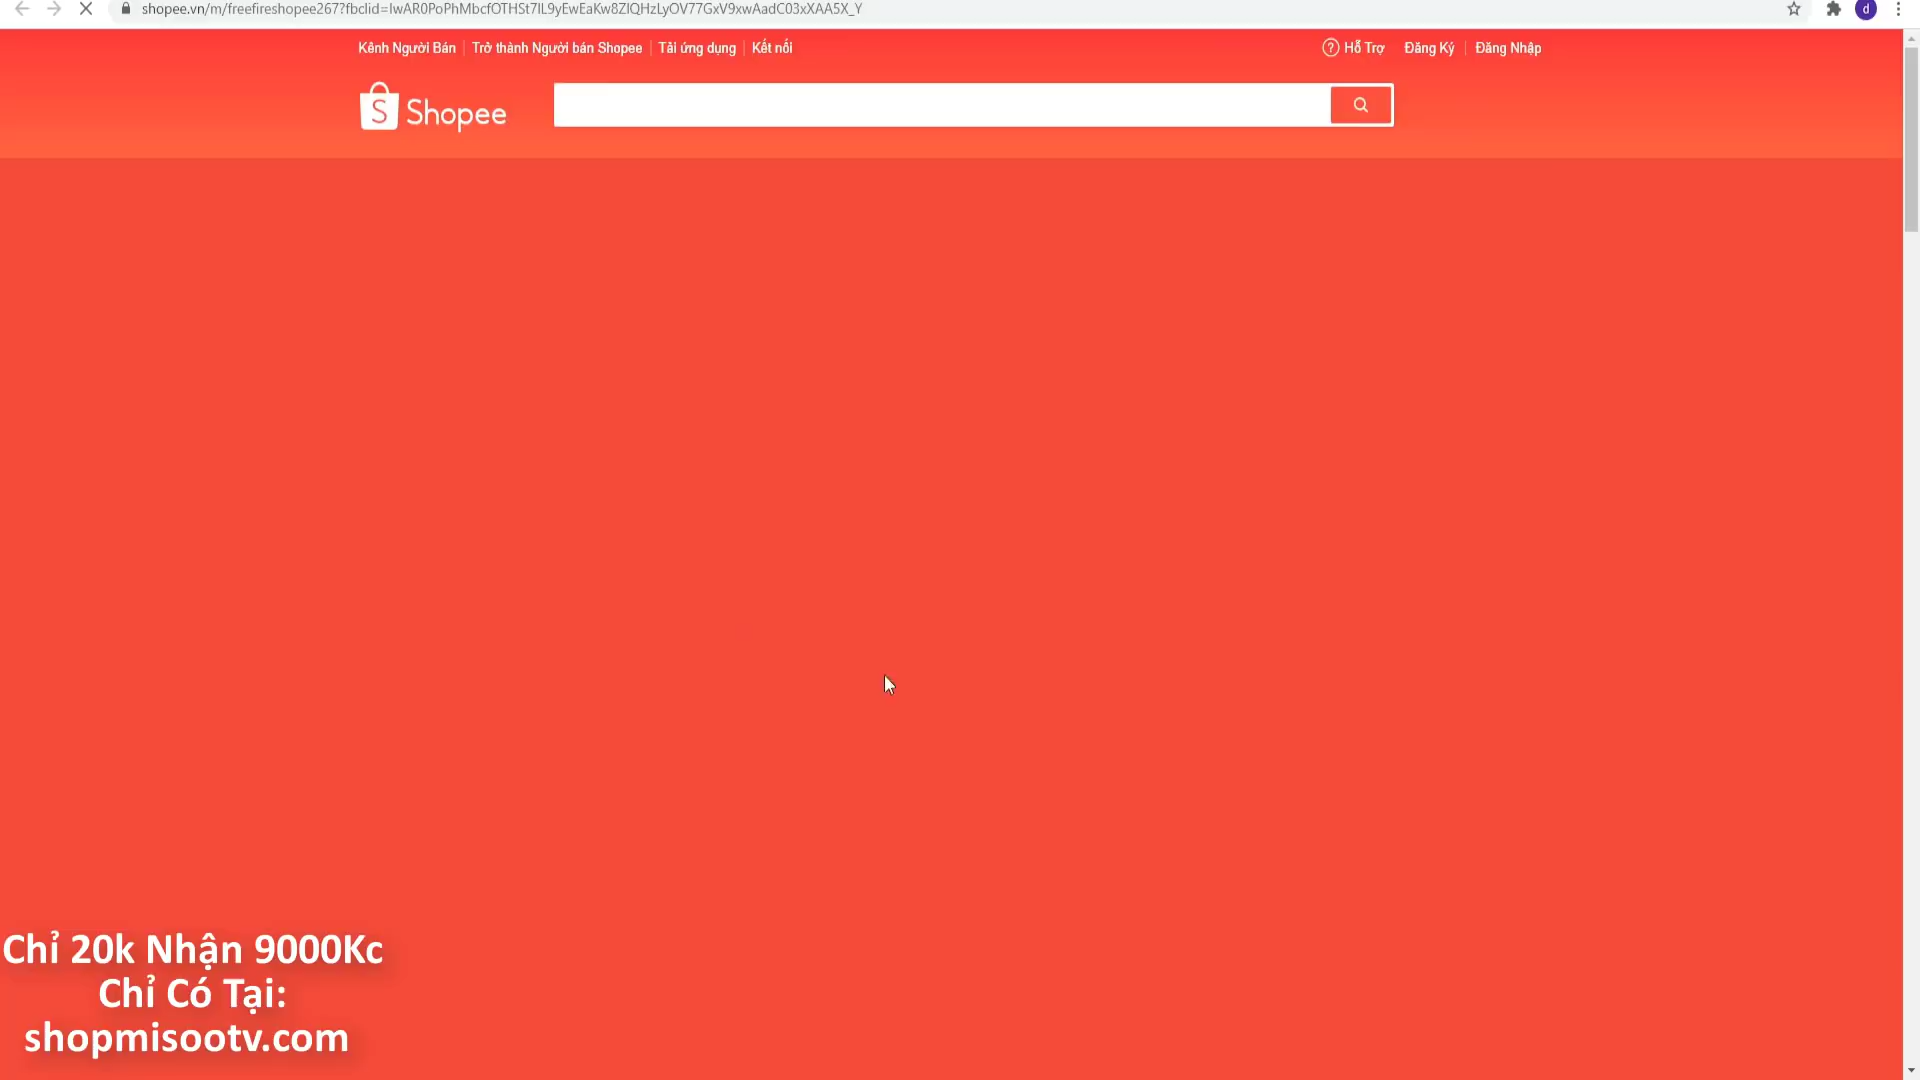 shopee.vn/m/freefireshopee267?fbclid=IwAR0PoPhMbcfOTHSt7IL9yEwEaKw8ZlQHzLyOV77GxV9xwAadC03xXAA5X_Y
d
Kênh Người Bán Trở thành Người bán Shopee Tải ứng dụng Kết nối
? Hỗ Trợ Đăng Ký Đăng Nhập
S Shopee
Chỉ 20k Nhận 9000Kc
Chỉ Có Tại:
shopmisootv.com